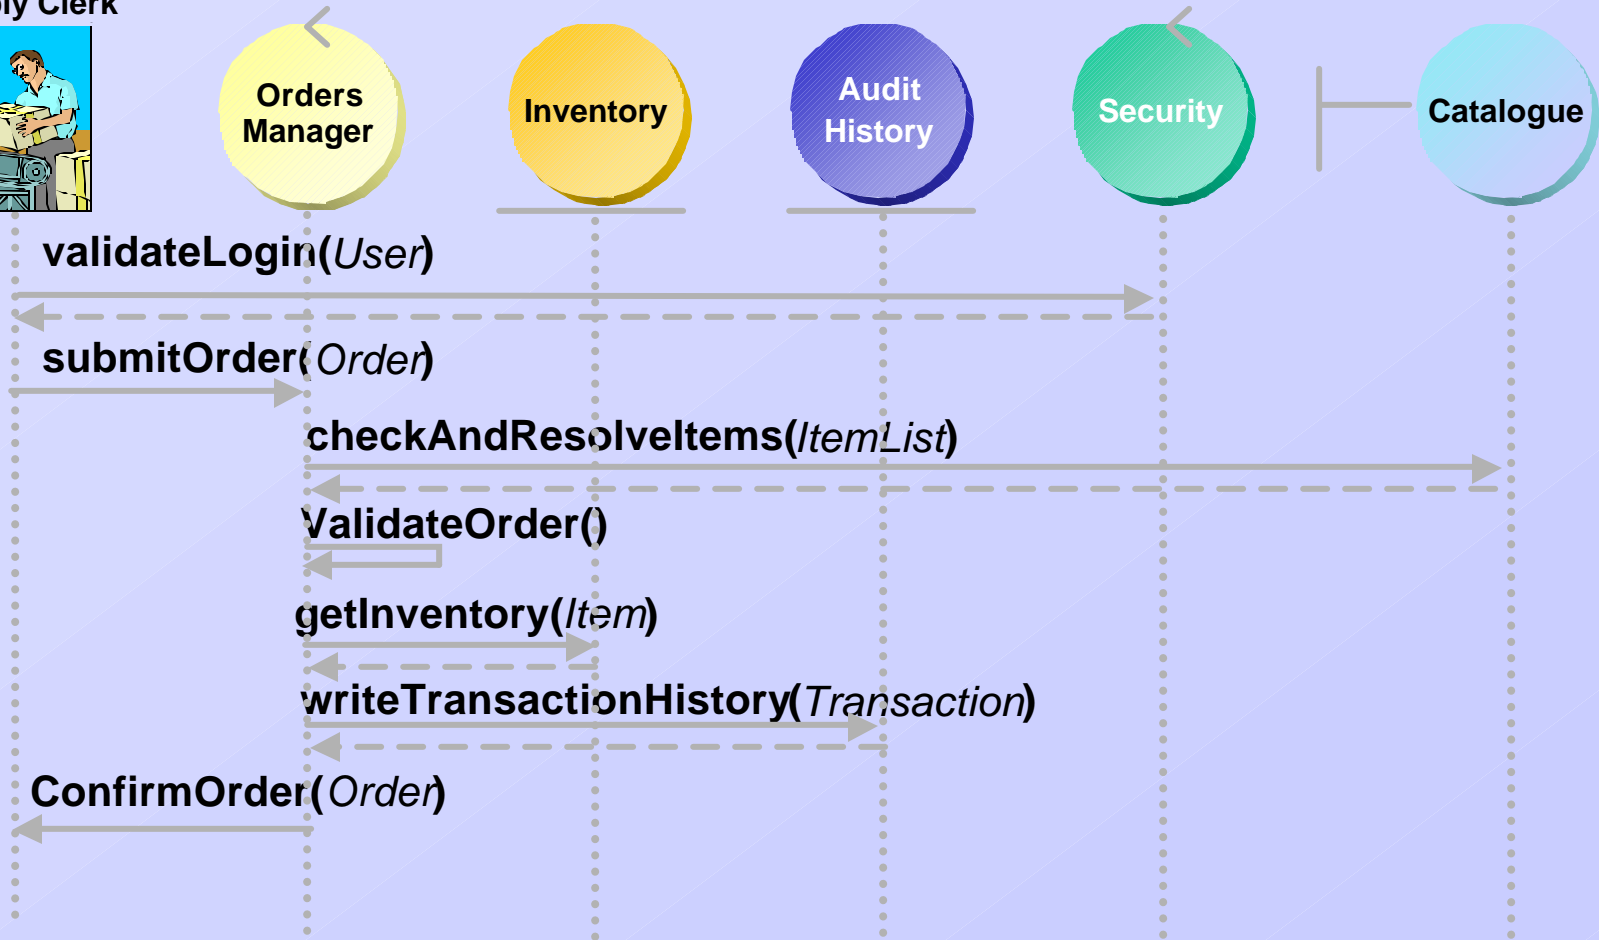 Clerk
Orders
Manager
Inventory
Audit
History
Security
Catalogue
validateLogin(User)
submitOrder(Order)
checkAndResolveItems(ItemList)
ValidateOrder()
getInventory(Item)
writeTransactionHistory(Transaction)
ConfirmOrder(Order)